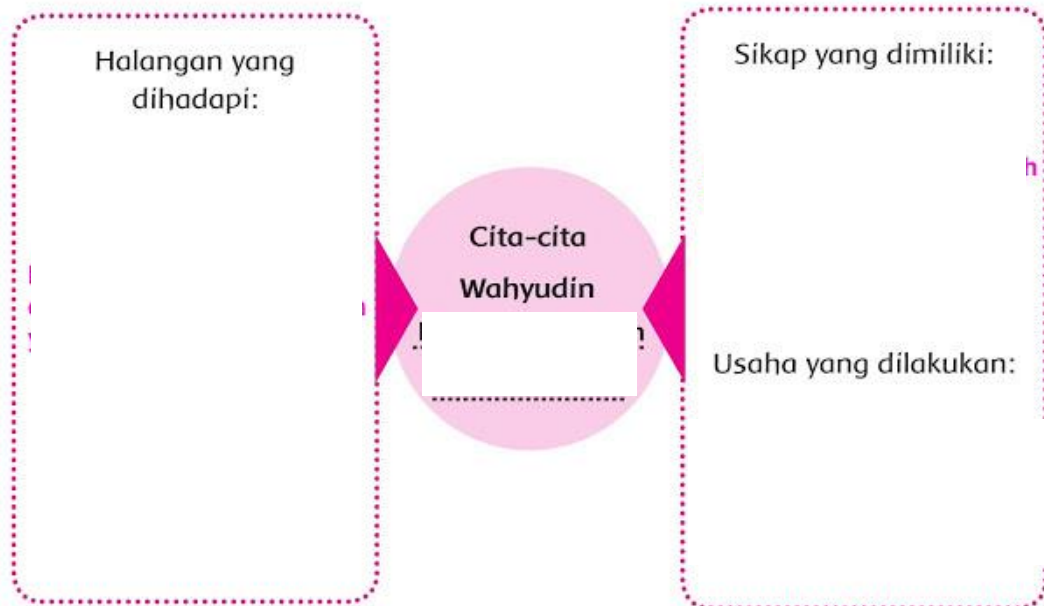 Halangan yang
dihadapi:
Cita-cita
Wahyudin
Sikap yang dimiliki:
Usaha yang dilakukan: